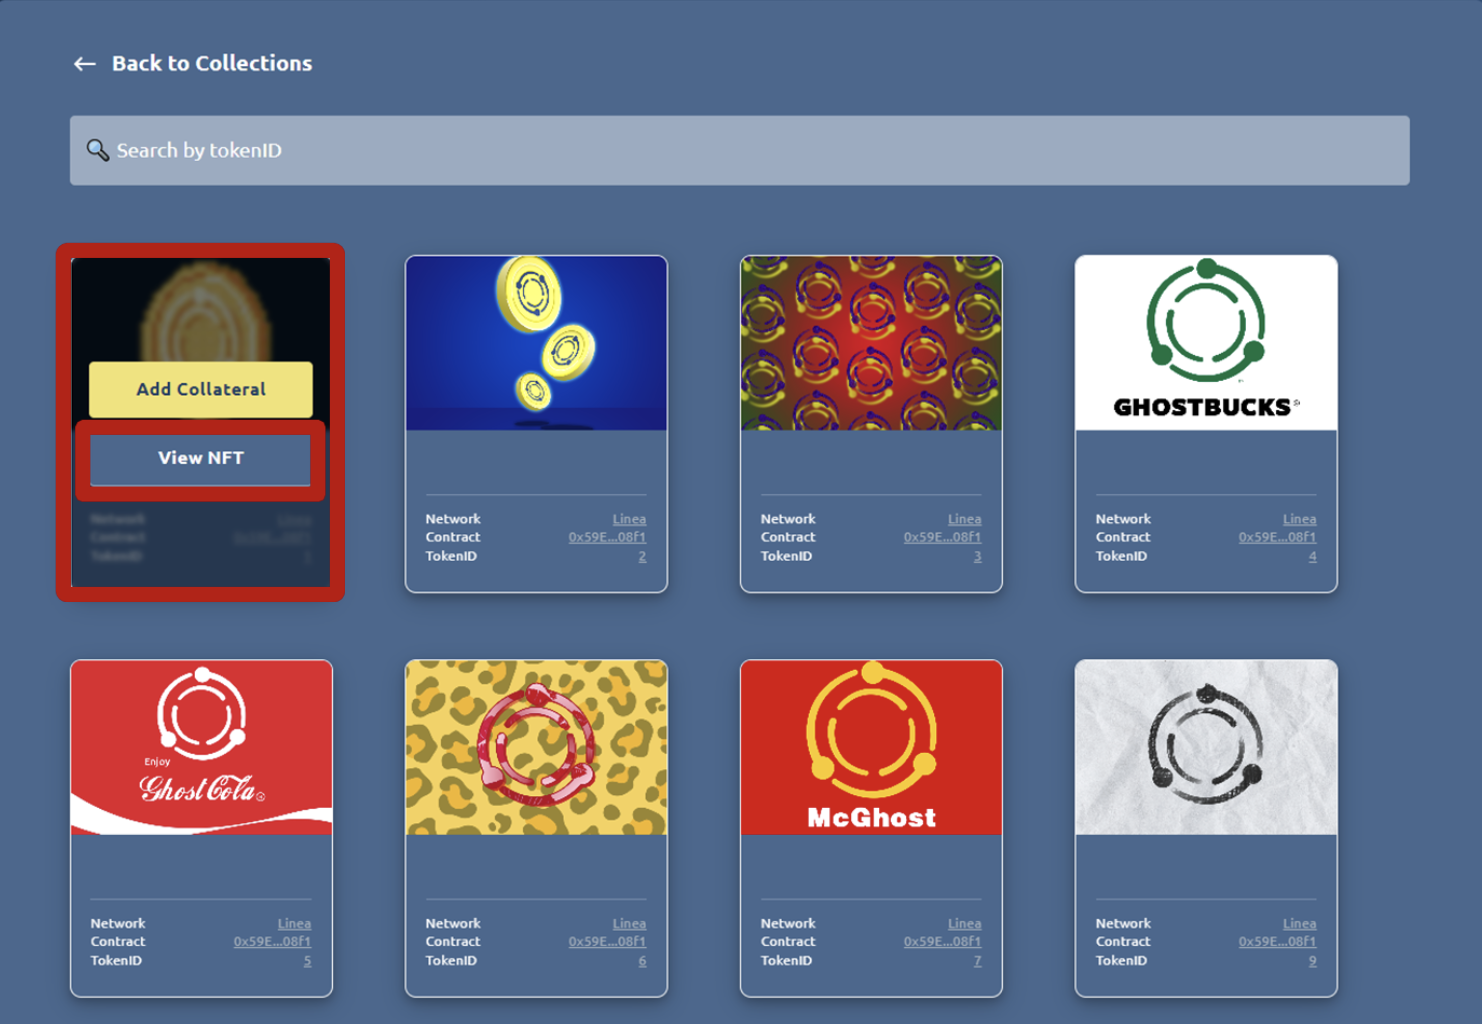 ← Back to Collections
🔍 Search by tokenID
Add Collateral
View NFT
Network
Contract
TokenID
Network Linea
Contract 0x59E...08f1
TokenID 2
Network Linea
Contract 0x59E...08f1
TokenID 3
GHOSTBUCKS
Network Linea
Contract 0x59E...08f1
TokenID 4
Enjoy
Ghost Cola
Network Linea
Contract 0x59E...08f1
TokenID 5
Network Linea
Contract 0x59E...08f1
TokenID 6
McGhost
Network Linea
Contract 0x59E...08f1
TokenID 7
Network Linea
Contract 0x59E...08f1
TokenID 9